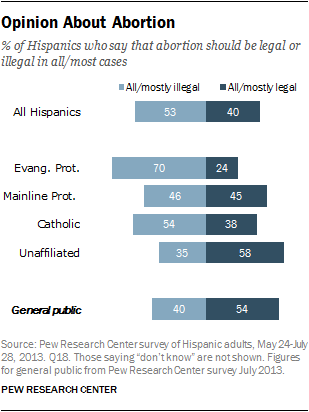 Opinion About Abortion
% of Hispanics who say that abortion should be legal or
illegal in all/most cases
All/mostly illegal All/mostly legal
All Hispanics 53 40
Evang. Prot. 70 24
Mainline Prot. 46 45
Catholic 54 38
Unaffiliated 35 58
General public 40 54
Source: Pew Research Center survey of Hispanic adults, May 24-July
28, 2013. Q18. Those saying “don’t know” are not shown. Figures
for general public from Pew Research Center survey July 2013.
PEW RESEARCH CENTER